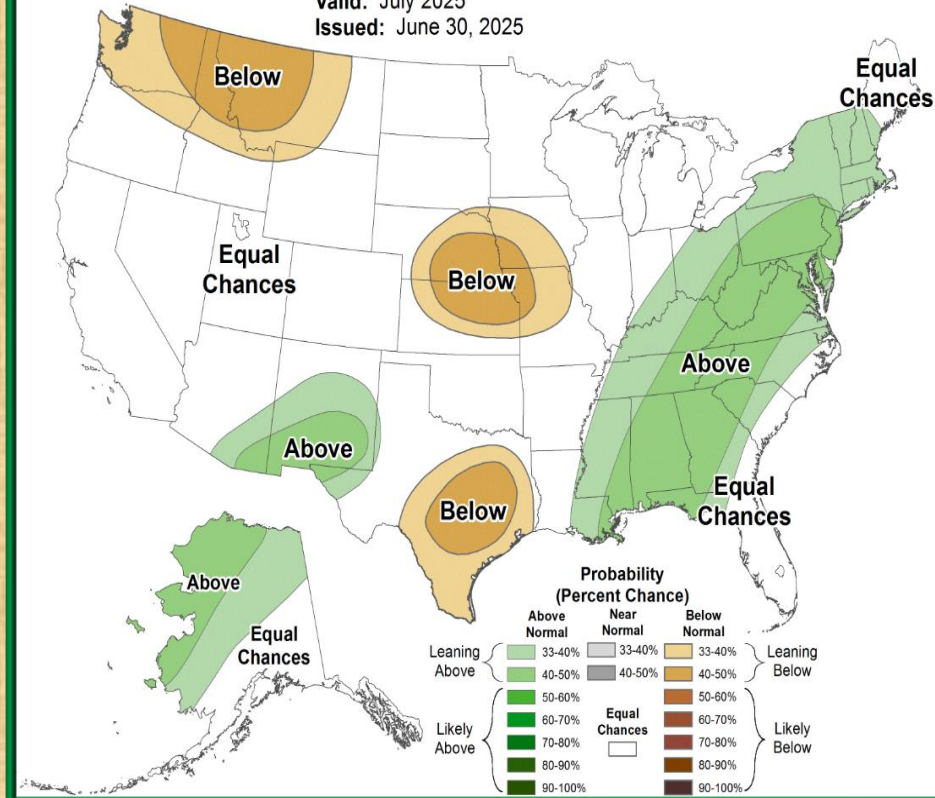 Valid: July 2025
Issued: June 30, 2025
Below
Equal
Chances
Equal
Chances
Below
Above
Above
Below
Equal
Chances
Above
Equal
Chances
Probability
(Percent Chance)
Above
Normal
Near
Normal
Below
Normal
Leaning
Above
33-40%
33-40%
33-40%
Leaning
Below
40-50%
40-50%
40-50%
Likely
Above
50-60%
50-60%
Likely
Below
60-70%
60-70%
Equal
Chances
70-80%
70-80%
80-90%
80-90%
90-100%
90-100%